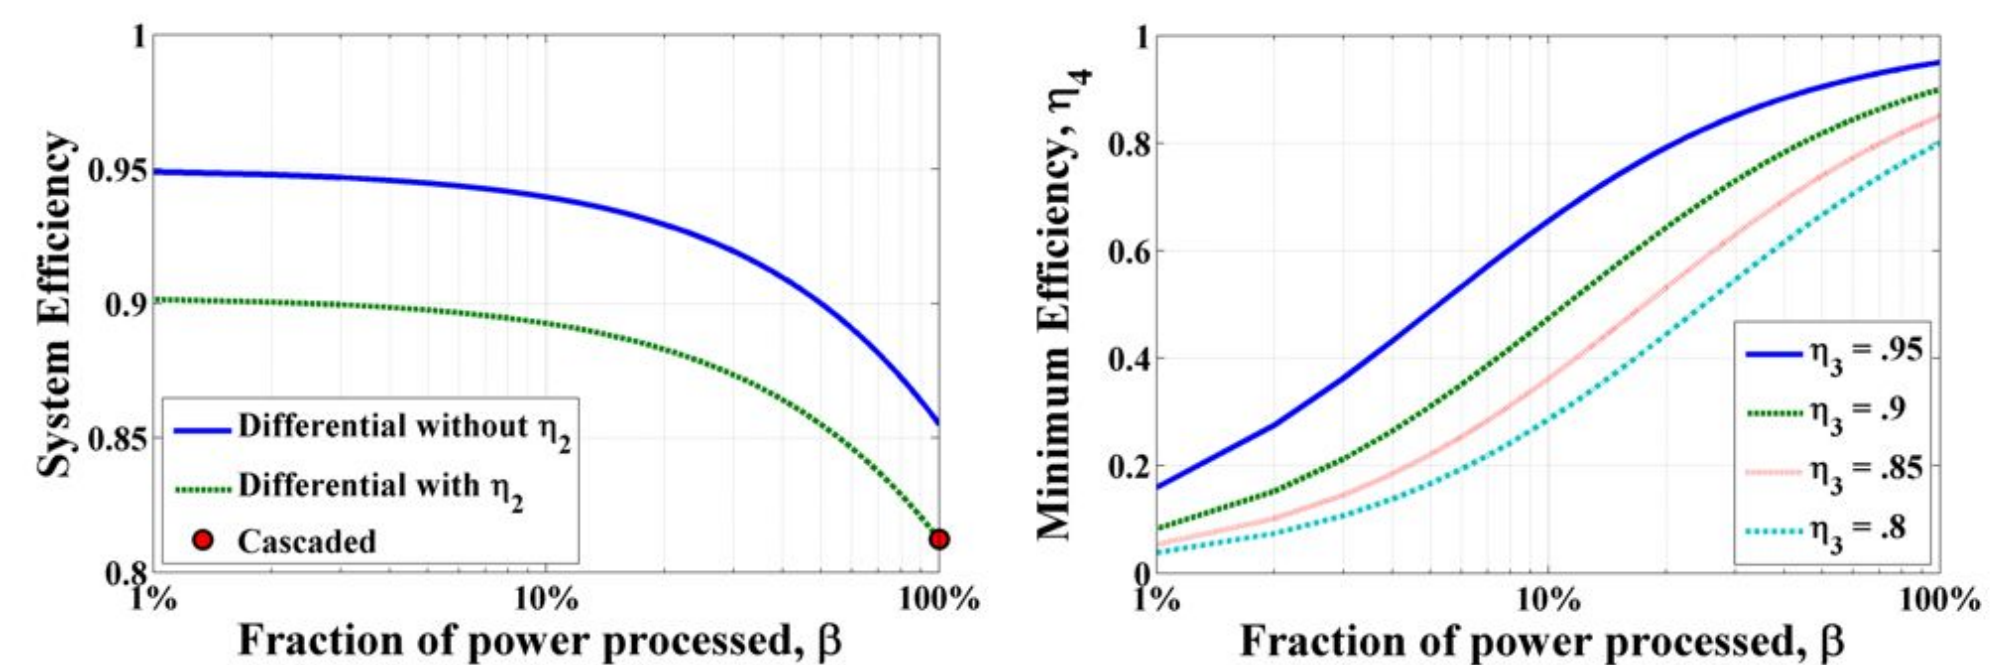 System Efficiency
1
0.95
0.9
0.85
0.8
1%
10%
100%
Fraction of power processed, β
Differential without η2
Differential with η2
Cascaded
Minimum Efficiency, η4
1
0.8
0.6
0.4
0.2
0
1%
10%
100%
Fraction of power processed, β
η3 = .95
η3 = .9
η3 = .85
η3 = .8